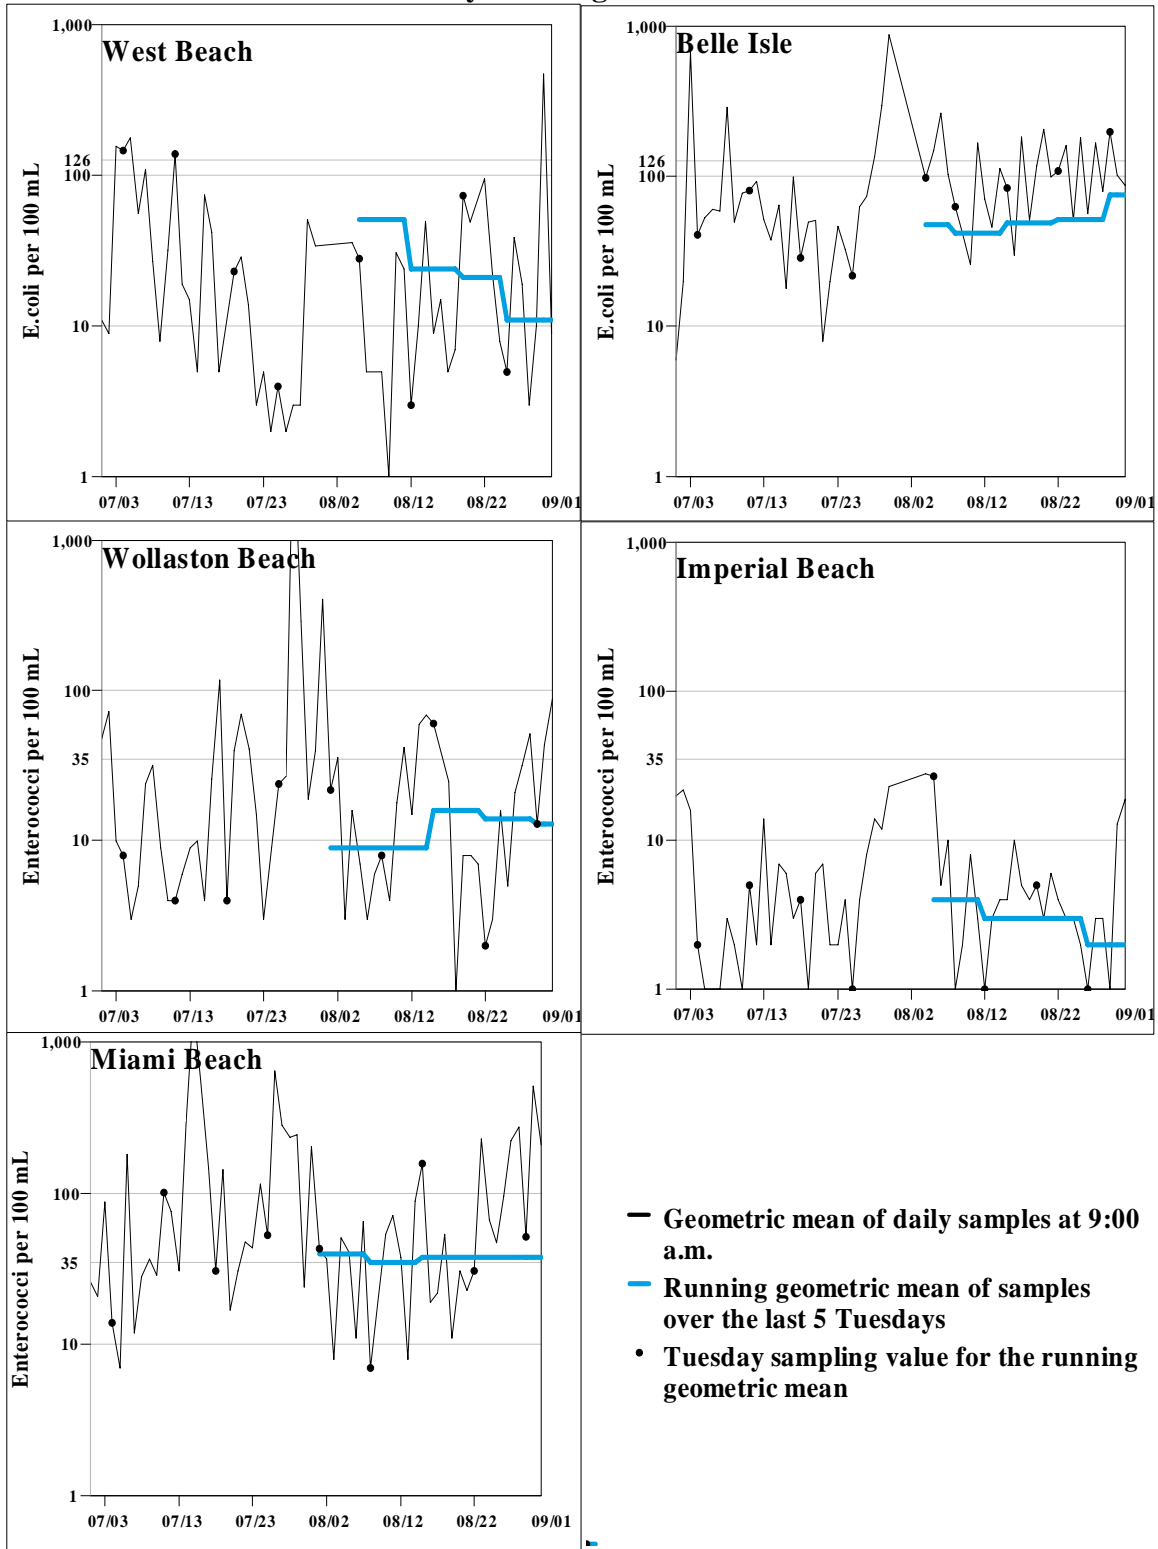 1,000
West Beach
126
100
10
1
E.coli per 100 mL
07/03 07/13 07/23 08/02 08/12 08/22 09/01
1,000
Belle Isle
126
100
10
1
E.coli per 100 mL
07/03 07/13 07/23 08/02 08/12 08/22 09/01
1,000
Wollaston Beach
100
35
10
1
Enterococci per 100 mL
07/03 07/13 07/23 08/02 08/12 08/22 09/01
1,000
Imperial Beach
100
35
10
1
Enterococci per 100 mL
07/03 07/13 07/23 08/02 08/12 08/22 09/01
1,000
Miami Beach
100
35
10
1
Enterococci per 100 mL
07/03 07/13 07/23 08/02 08/12 08/22 09/01
Geometric mean of daily samples at 9:00
a.m.
Running geometric mean of samples
over the last 5 Tuesdays
Tuesday sampling value for the running
geometric mean